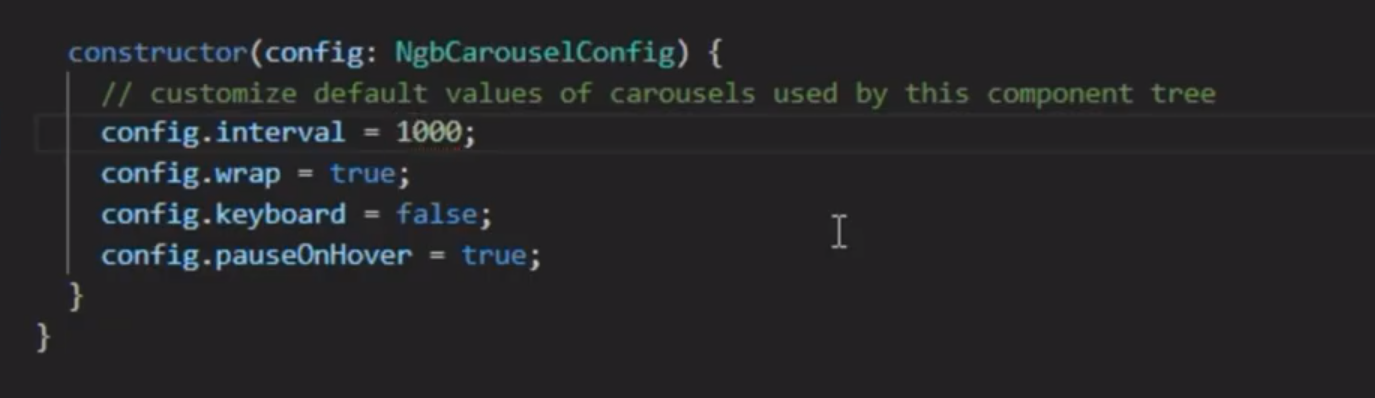 constructor(config: NgbCarouselConfig) {
// customize default values of carousels used by this component tree
config.interval = 1000;
config.wrap = true;
config.keyboard = false;
config.pauseOnHover = true;
}
}